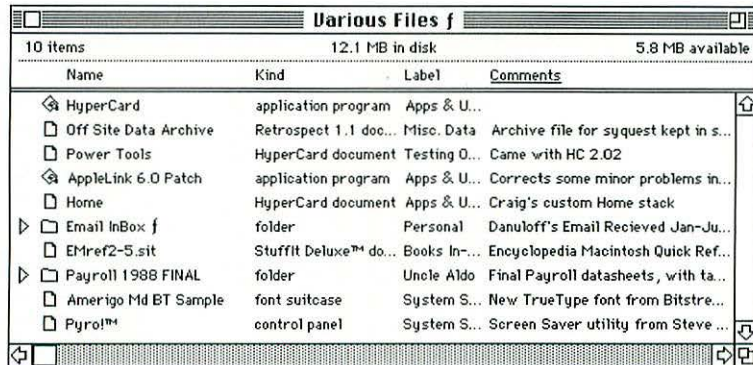 Various Files ƒ
10 items 12.1 MB in disk 5.8 MB available
Name Kind Label Comments
HyperCard application program Apps & U...
Off Site Data Archive Retrospect 1.1 doc... Misc. Data Archive file for syquest kept in s...
Power Tools HyperCard document Testing O... Came with HC 2.02
AppleLink 6.0 Patch application program Apps & U... Corrects some minor problems in...
Home HyperCard document Apps & U... Craig's custom Home stack
Email InBox ƒ folder Personal Danuloff's Email Recieved Jan-Ju...
EMref2-5.sit StuffIt Deluxe™ do... Books In-... Encyclopedia Macintosh Quick Ref...
Payroll 1988 FINAL folder Uncle Aldo Final Payroll datasheets, with ta...
Amerigo Md BT Sample font suitcase System S... New TrueType font from Bitstre...
Pyro!™ control panel System S... Screen Saver utility from Steve ...